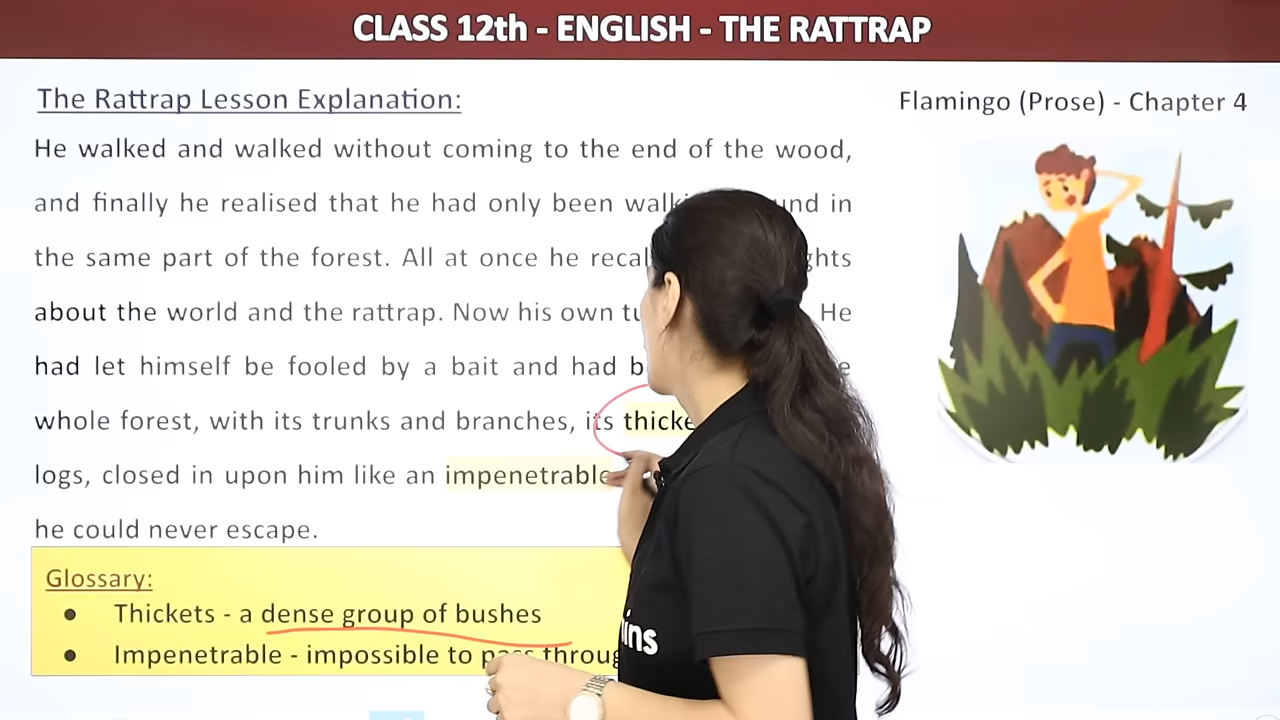 CLASS 12th - ENGLISH - THE RATTRAP
The Rattrap Lesson Explanation:
Flamingo (Prose) - Chapter 4
He walked and walked without coming to the end of the wood,
and finally he realised that he had only been in
the same part of the forest. All at once he
about the world and the rattrap. Now his own He
had let himself be fooled by a bait and had
whole forest, with its trunks and branches, its
logs, closed in upon him like an impenetrable
he could never escape.
Glossary:
● Thickets - a dense group of bushes
● Impenetrable - impossible to pass